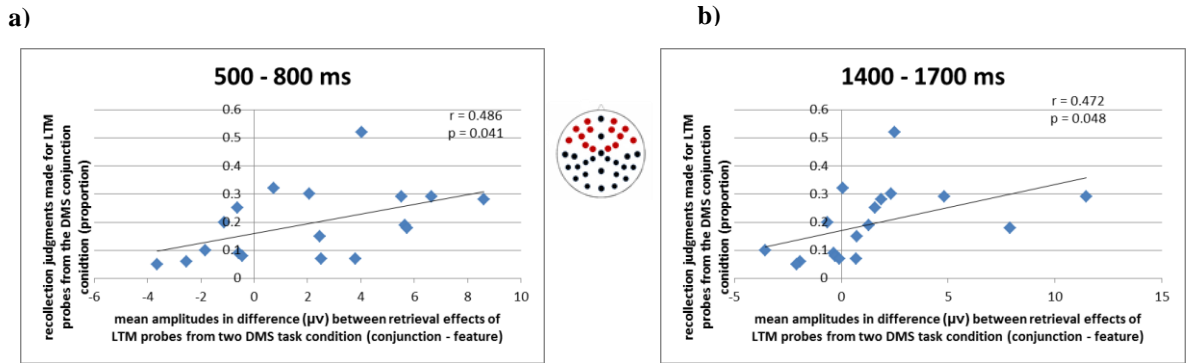 a)
500 - 800 ms
r = 0.486
p = 0.041
recollection judgments made for LTM
probes from the DMS conjunction
conidtion (proportion)
0.6
0.5
0.4
0.3
0.2
0.1
0
-6 -4 -2 0 2 4 6 8 10
mean amplitudes in difference (µv) between retrieval effects of
LTM probes from two DMS task condition (conjunction - feature)
b)
1400 - 1700 ms
r = 0.472
p = 0.048
recollection judgments made for LTM
probes from the DMS conjunction
conidtion (proportion)
0.6
0.5
0.4
0.3
0.2
0.1
0
-5 0 5 10 15
mean amplitudes in difference (µv) between retrieval effects of
LTM probes from two DMS task condition (conjunction - feature)